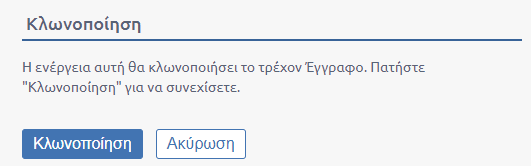 Κλωνοποίηση
Η ενέργεια αυτή θα κλωνοποιήσει το τρέχον Έγγραφο. Πατήστε
"Κλωνοποίηση" για να συνεχίσετε.
Κλωνοποίηση Ακύρωση